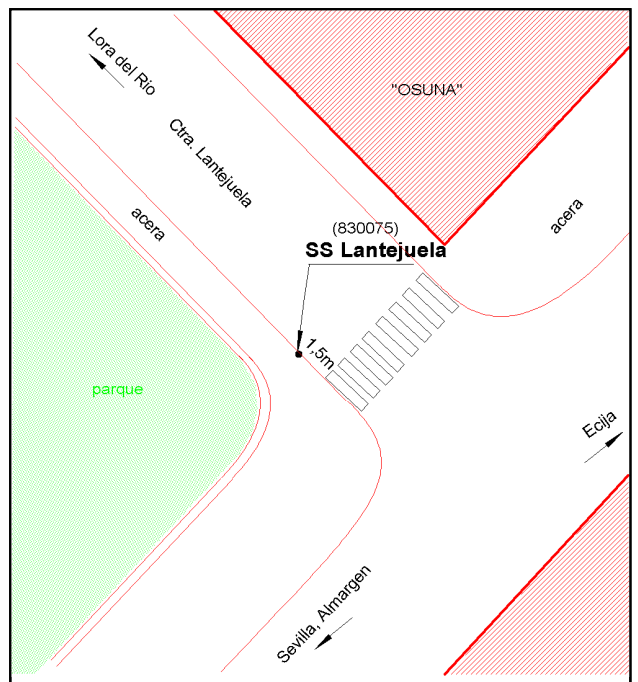 Lora del Rio
"OSUNA"
Ctra. Lantejuela
acera
acera
(830075)
SS Lantejuela
1,5m
parque
Ecija
Sevilla, Almargen